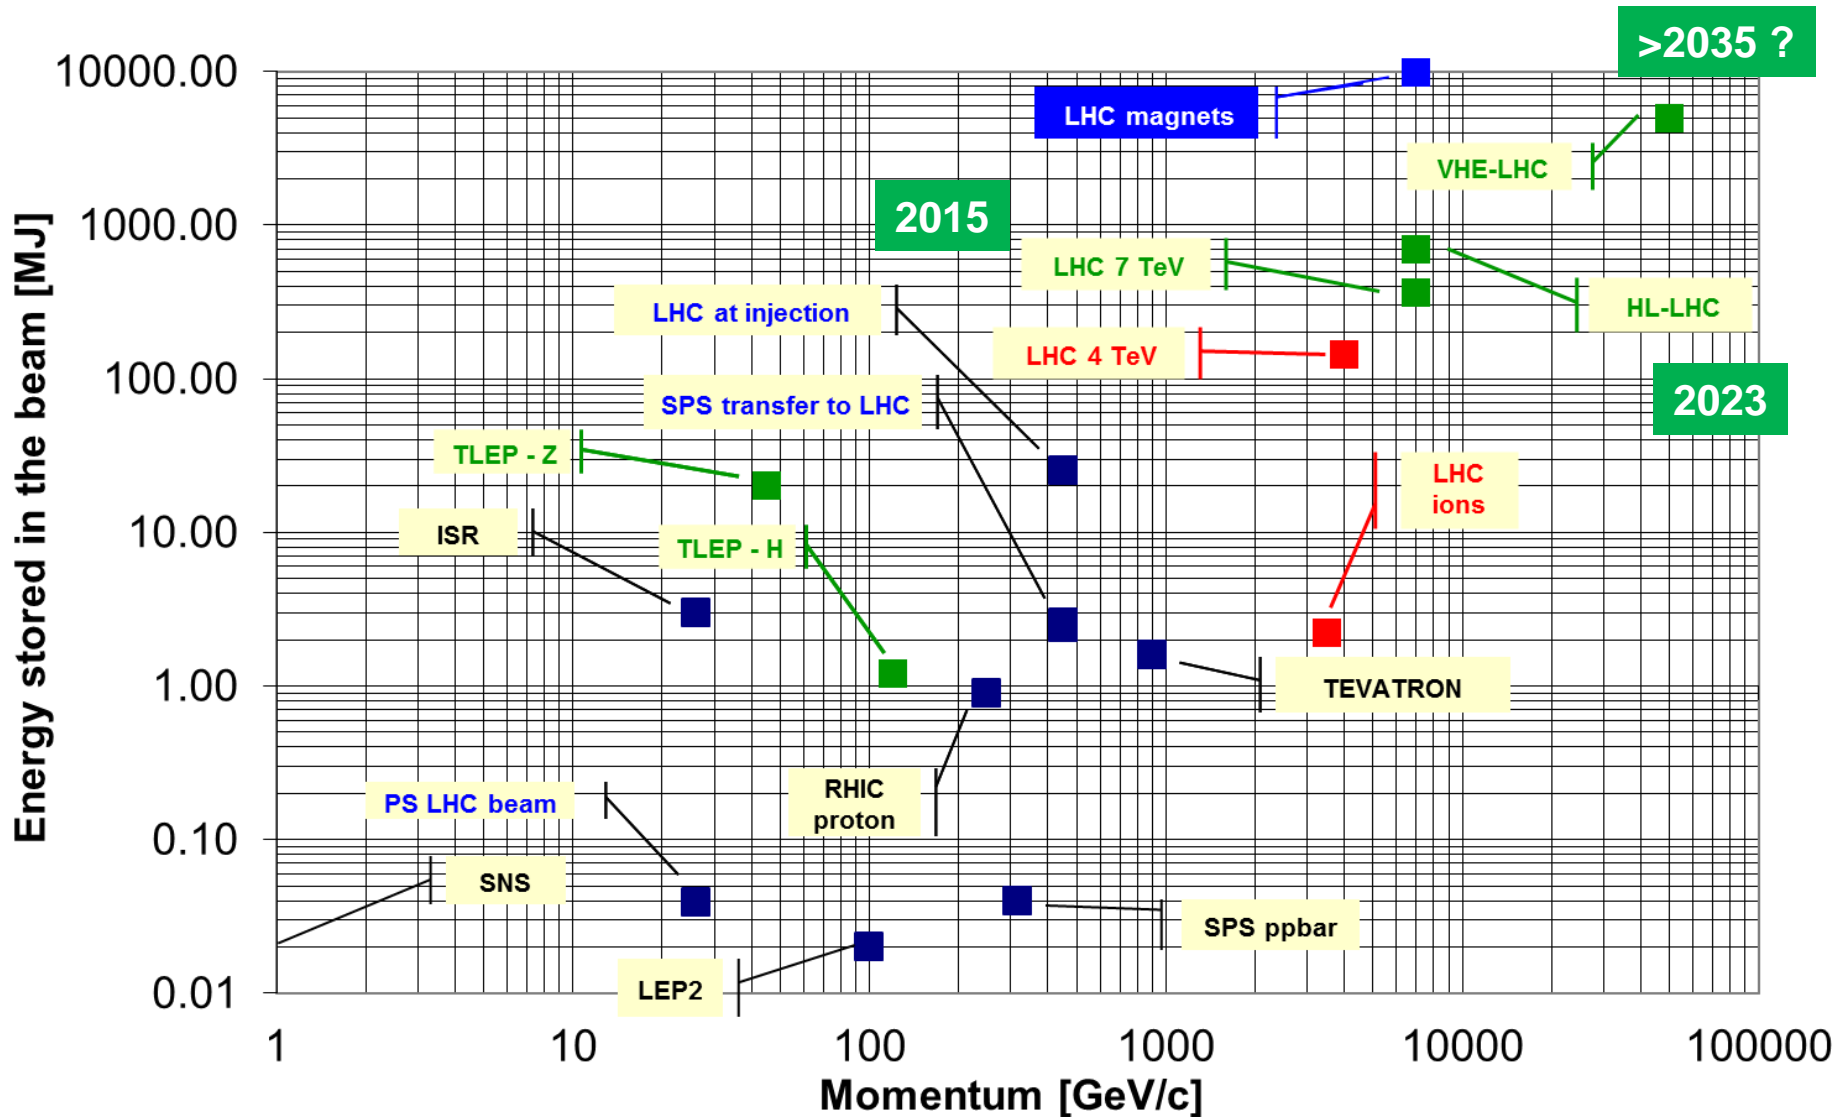 >2035 ?
10000.00
LHC magnets
VHE-LHC
2015
1000.00
LHC 7 TeV
LHC at injection
HL-LHC
LHC 4 TeV
100.00
SPS transfer to LHC
2023
TLEP - Z
LHC
ions
10.00
ISR
TLEP - H
1.00
TEVATRON
RHIC
proton
PS LHC beam
0.10
SNS
SPS ppbar
LEP2
0.01
Energy stored in the beam [MJ]
1
10
100
1000
10000
100000
Momentum [GeV/c]